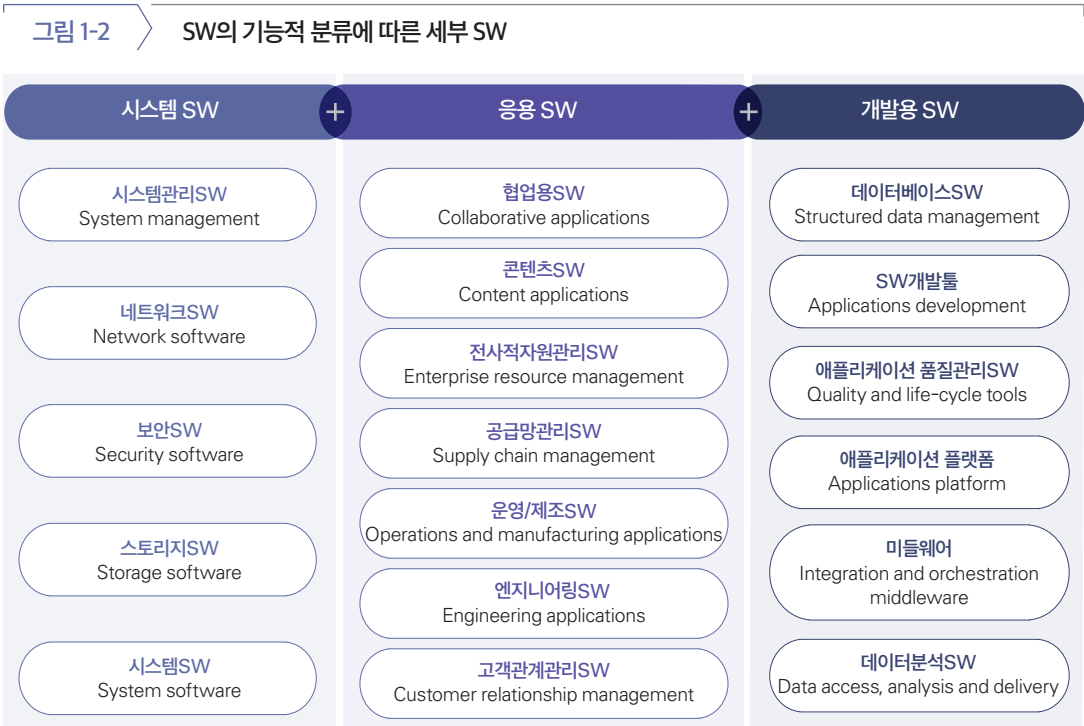 그림 1-2
SW의 기능적 분류에 따른 세부 SW
시스템 SW
+
응용 SW
+
개발용 SW
시스템관리SW
System management
네트워크SW
Network software
보안SW
Security software
스토리지SW
Storage software
시스템SW
System software
협업용SW
Collaborative applications
콘텐츠SW
Content applications
전사적자원관리SW
Enterprise resource management
공급망관리SW
Supply chain management
운영/제조SW
Operations and manufacturing applications
엔지니어링SW
Engineering applications
고객관계관리SW
Customer relationship management
데이터베이스SW
Structured data management
SW개발툴
Applications development
애플리케이션 품질관리SW
Quality and life-cycle tools
애플리케이션 플랫폼
Applications platform
미들웨어
Integration and orchestration
middleware
데이터분석SW
Data access, analysis and delivery